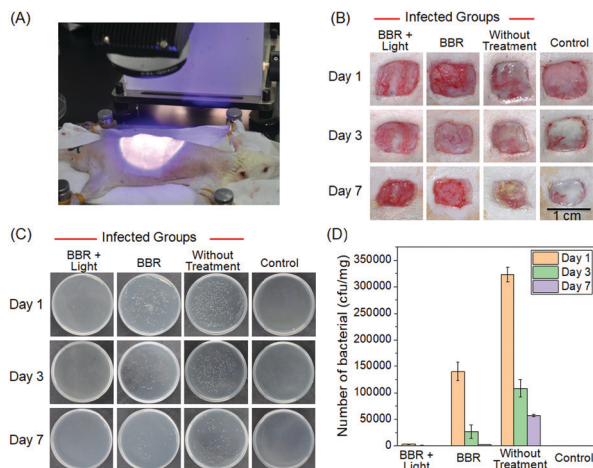 (A)
(B)
Infected Groups
BBR + Light
BBR
Without Treatment
Control
Day 1
Day 3
Day 7
1 cm
(C)
Infected Groups
BBR + Light
BBR
Without Treatment
Control
Day 1
Day 3
Day 7
(D)
Number of bacterial (cfu/mg)
350000
300000
250000
200000
150000
100000
50000
0
Day 1
Day 3
Day 7
BBR + Light
BBR
Without Treatment
Control